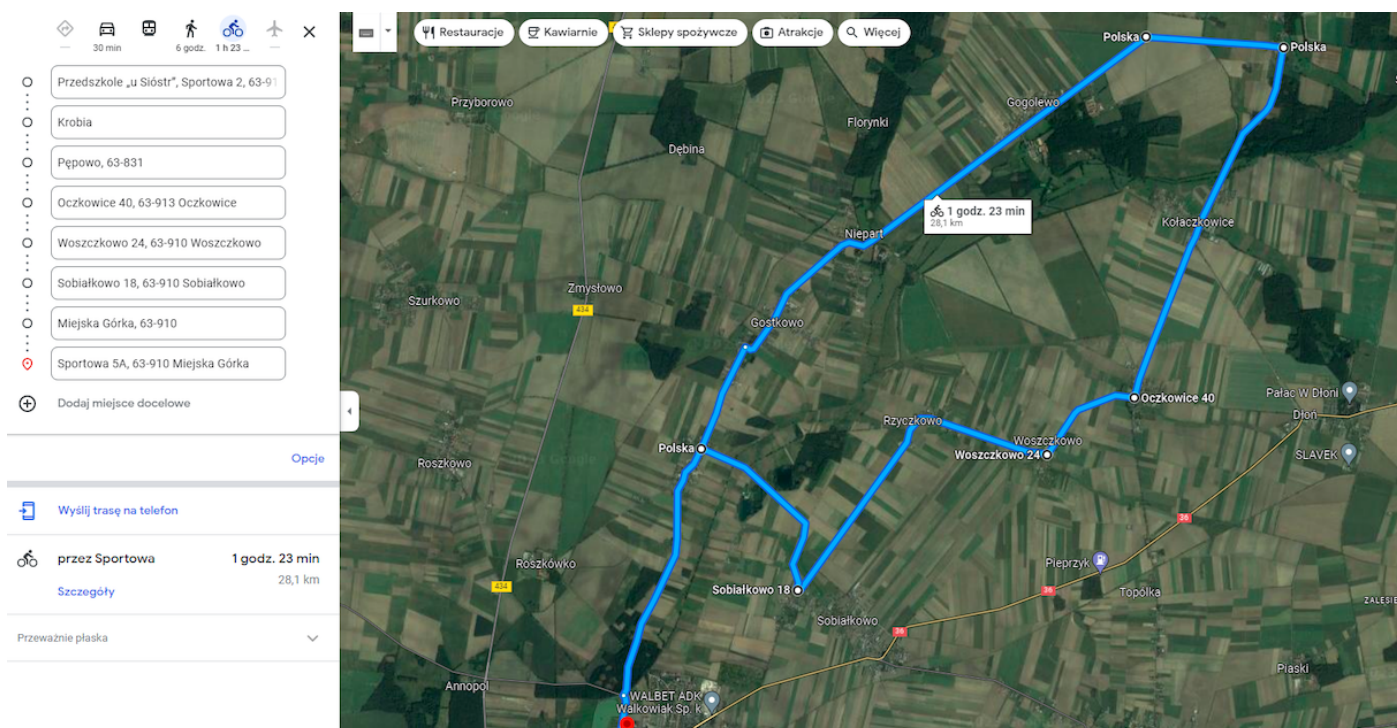 30 min
6 godz.
1 h 23 ...
Przedszkole „u Sióstr", Sportowa 2, 63-91
Krobia
Pępowo, 63-831
Oczkowice 40, 63-913 Oczkowice
Woszczkowo 24, 63-910 Woszczkowo
Sobiałkowo 18, 63-910 Sobiałkowo
Miejska Górka, 63-910
Sportowa 5A, 63-910 Miejska Górka
Dodaj miejsce docelowe
Opcje
Wyślij trasę na telefon
przez Sportowa
1 godz. 23 min
28,1 km
Szczegóły
Przeważnie płaska
Restauracje
Kawiarnie
Sklepy spożywcze
Atrakcje
Więcej
Polska
Polska
Przyborowo
Gogolewo
Florynki
Dębina
1 godz. 23 min
28,1 km
Kołaczkowice
Niepart
Zmysłowo
434
Szurkowo
Gostkowo
Oczkowice 40
Pałac W Dłoni
Dłoń
Rzyczkowo
Woszczkowo
Woszczkowo 24
SLAVEK
Polska
Roszkowo
36
Pieprzyk
Roszkówko
434
Sobiałkowo 18
36
Topólka
ZALESIE
Sobiałkowo
36
Piaski
Annopol
WALBET ADK
Walkowiak Sp. k